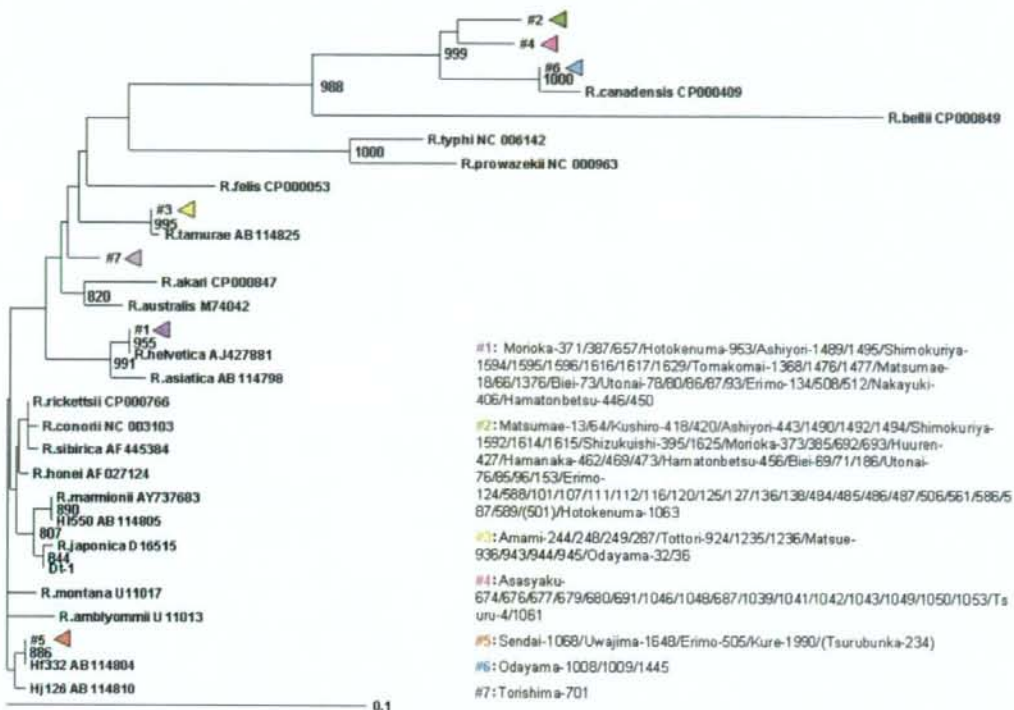 #2
#4
999
#6
1000
988
R.canadensis CP000409
R.bellii CP000849
R.typhi NC 006142
1000
R.prowazekii NC 000963
R.felis CP000053
#3
995
R.tamurae AB114825
#7
R.akari CP000847
820
R.australis M74042
#1
955
R.helvetica AJ427881
991
R.asiatica AB114798
R.rickettsii CP000766
R.conorii NC 003103
R.sibirica AF445384
R.honei AF027124
R.marmionii AY737683
890
Hl550 AB114805
807
R.japonica D16515
844
Dt-1
R.montana U11017
R.amblyommii U11013
#5
886
Hf332 AB114804
Hj126 AB114810
0.1
#1: Morioka-371/387/657/Hotokenuma-953/Ashiyori-1489/1495/Shimokuriya-
1594/1595/1596/1616/1617/1629/Tomakomai-1368/1476/1477/Matsumae-
18/66/1376/Biei-73/Utonai-78/80/86/87/93/Erimo-134/508/512/Nakayuki-
406/Hamatonbetsu-446/450
#2: Matsumae-13/64/Kushiro-418/420/Ashiyori-443/1490/1492/1494/Shimokuriya-
1592/1614/1615/Shizukuishi-395/1625/Morioka-373/385/692/693/Huuren-
427/Hamanaka-462/469/473/Hamatonbetsu-456/Biei-69/71/186/Utonai-
76/85/96/153/Erimo-
124/588/101/107/111/112/116/120/125/127/136/138/484/485/486/487/506/561/586/5
87/589/(501)/Hotokenuma-1063
#3: Amami-244/248/249/287/Tottori-924/1235/1236/Matsue-
936/943/944/945/Odayama-32/36
#4: Asasyaku-
674/676/677/679/680/691/1046/1048/687/1039/1041/1042/1043/1049/1050/1053/Ts
uru-4/1061
#5: Sendai-1068/Uwajima-1648/Erimo-505/Kure-1990/(Tsurubunka-234)
#6: Odayama-1008/1009/1445
#7: Torishima-701